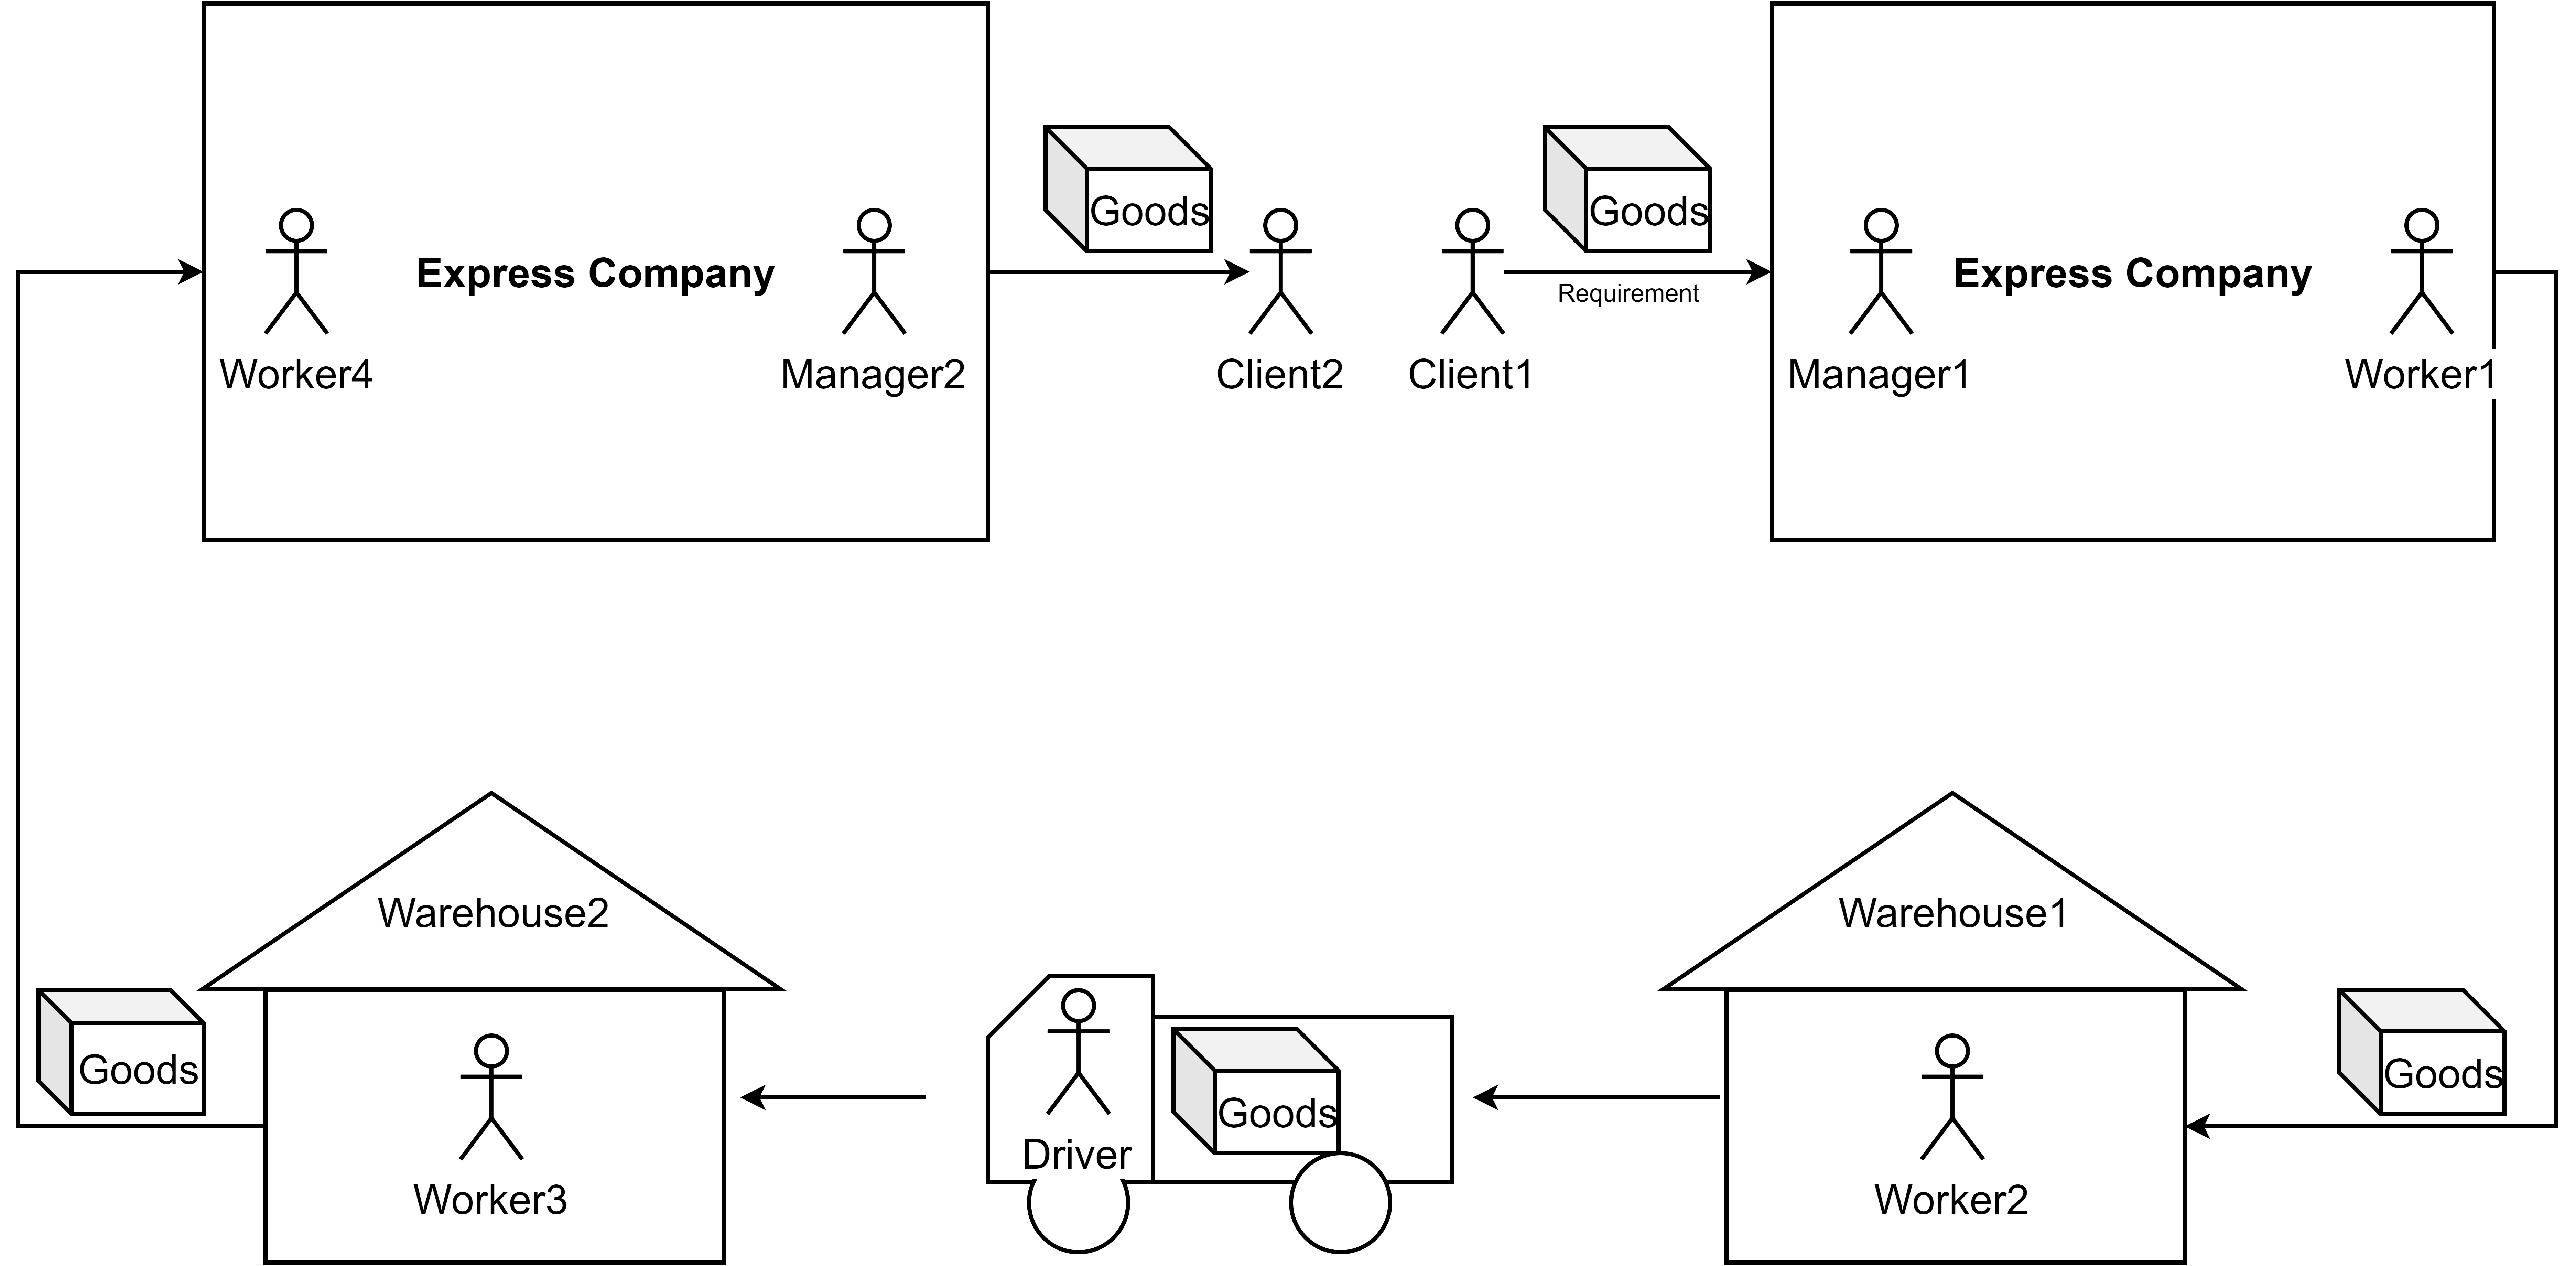 Goods
Goods
Express Company
Express Company
Requirement
Worker4
Manager2
Client2
Client1
Manager1
Worker1
Warehouse2
Warehouse1
Goods
Goods
Goods
Driver
Worker3
Worker2